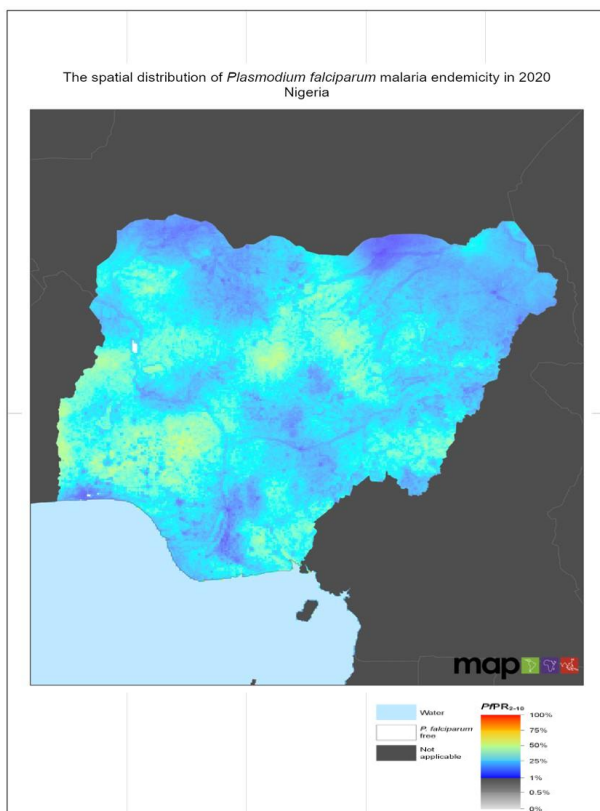 The spatial distribution of Plasmodium falciparum malaria endemicity in 2020
Nigeria
map
Water
P. falciparum
free
Not
applicable
PfPR2-10
100%
75%
50%
25%
1%
0.5%
0%